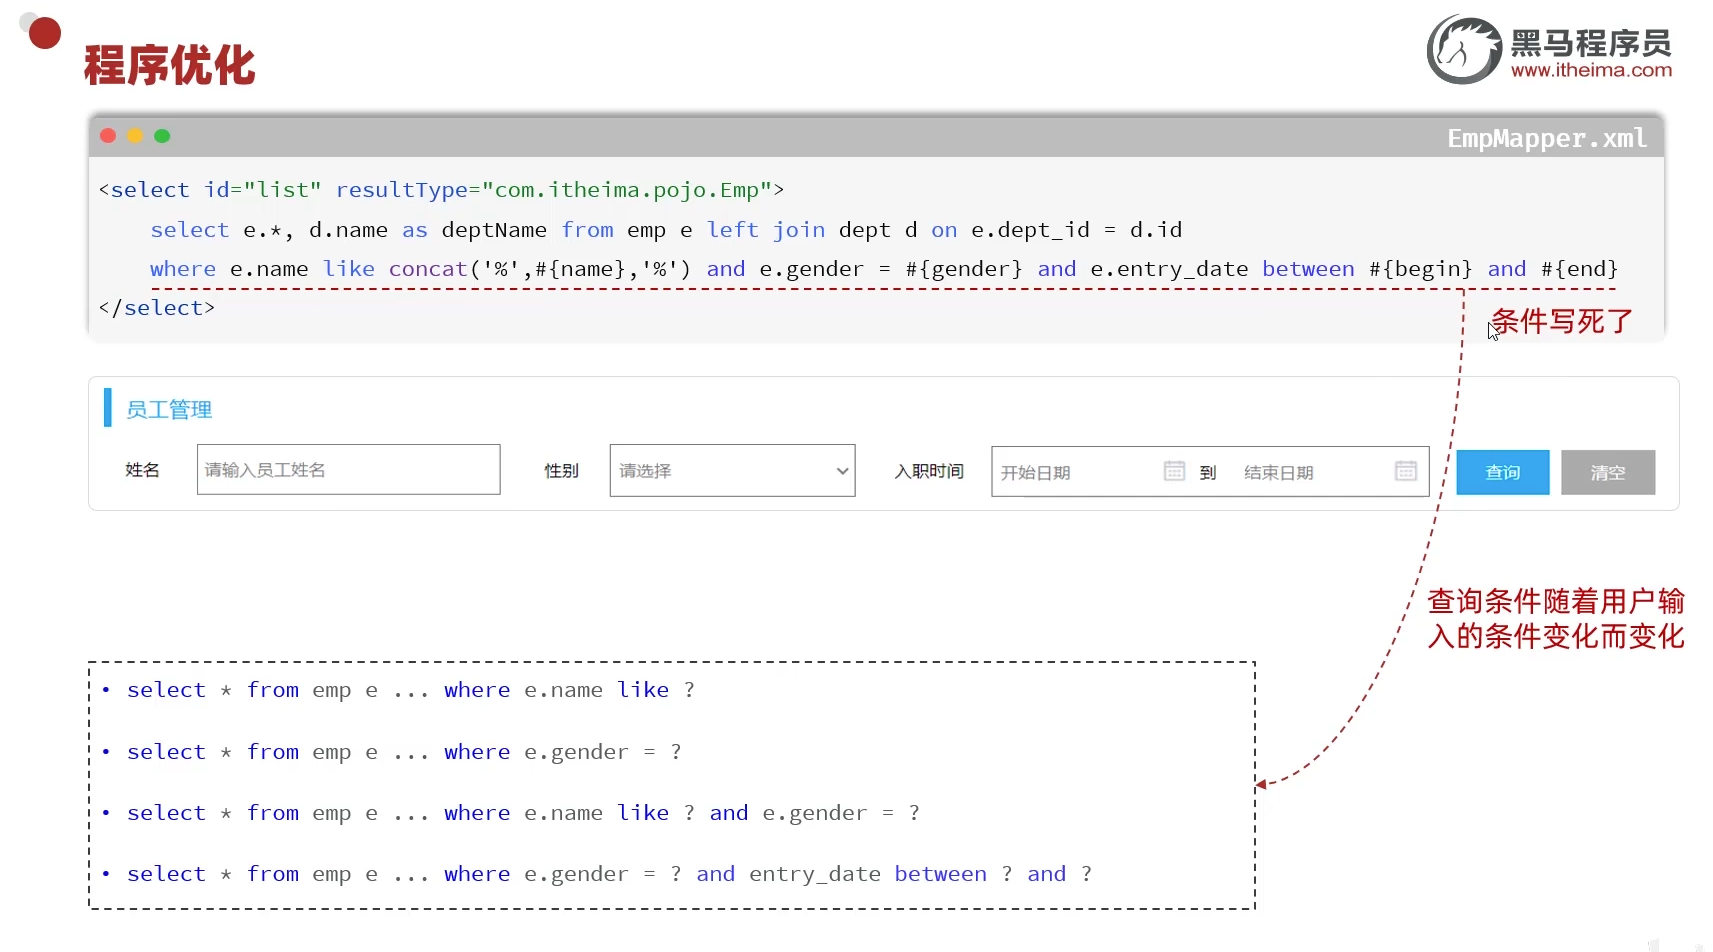 程序优化
黑马程序员
www.itheima.com
EmpMapper.xml
<select id="list" resultType="com.itheima.pojo.Emp">
select e.*, d.name as deptName from emp e left join dept d on e.dept_id = d.id
where e.name like concat('%',#{name},'%') and e.gender = #{gender} and e.entry_date between #{begin} and #{end}
</select>
条件写死了
员工管理
姓名 请输入员工姓名 性别 请选择 入职时间 开始日期 到 结束日期 查询 清空
查询条件随着用户输
入的条件变化而变化
• select * from emp e ... where e.name like ?
• select * from emp e ... where e.gender = ?
• select * from emp e ... where e.name like ? and e.gender = ?
• select * from emp e ... where e.gender = ? and entry_date between ? and ?